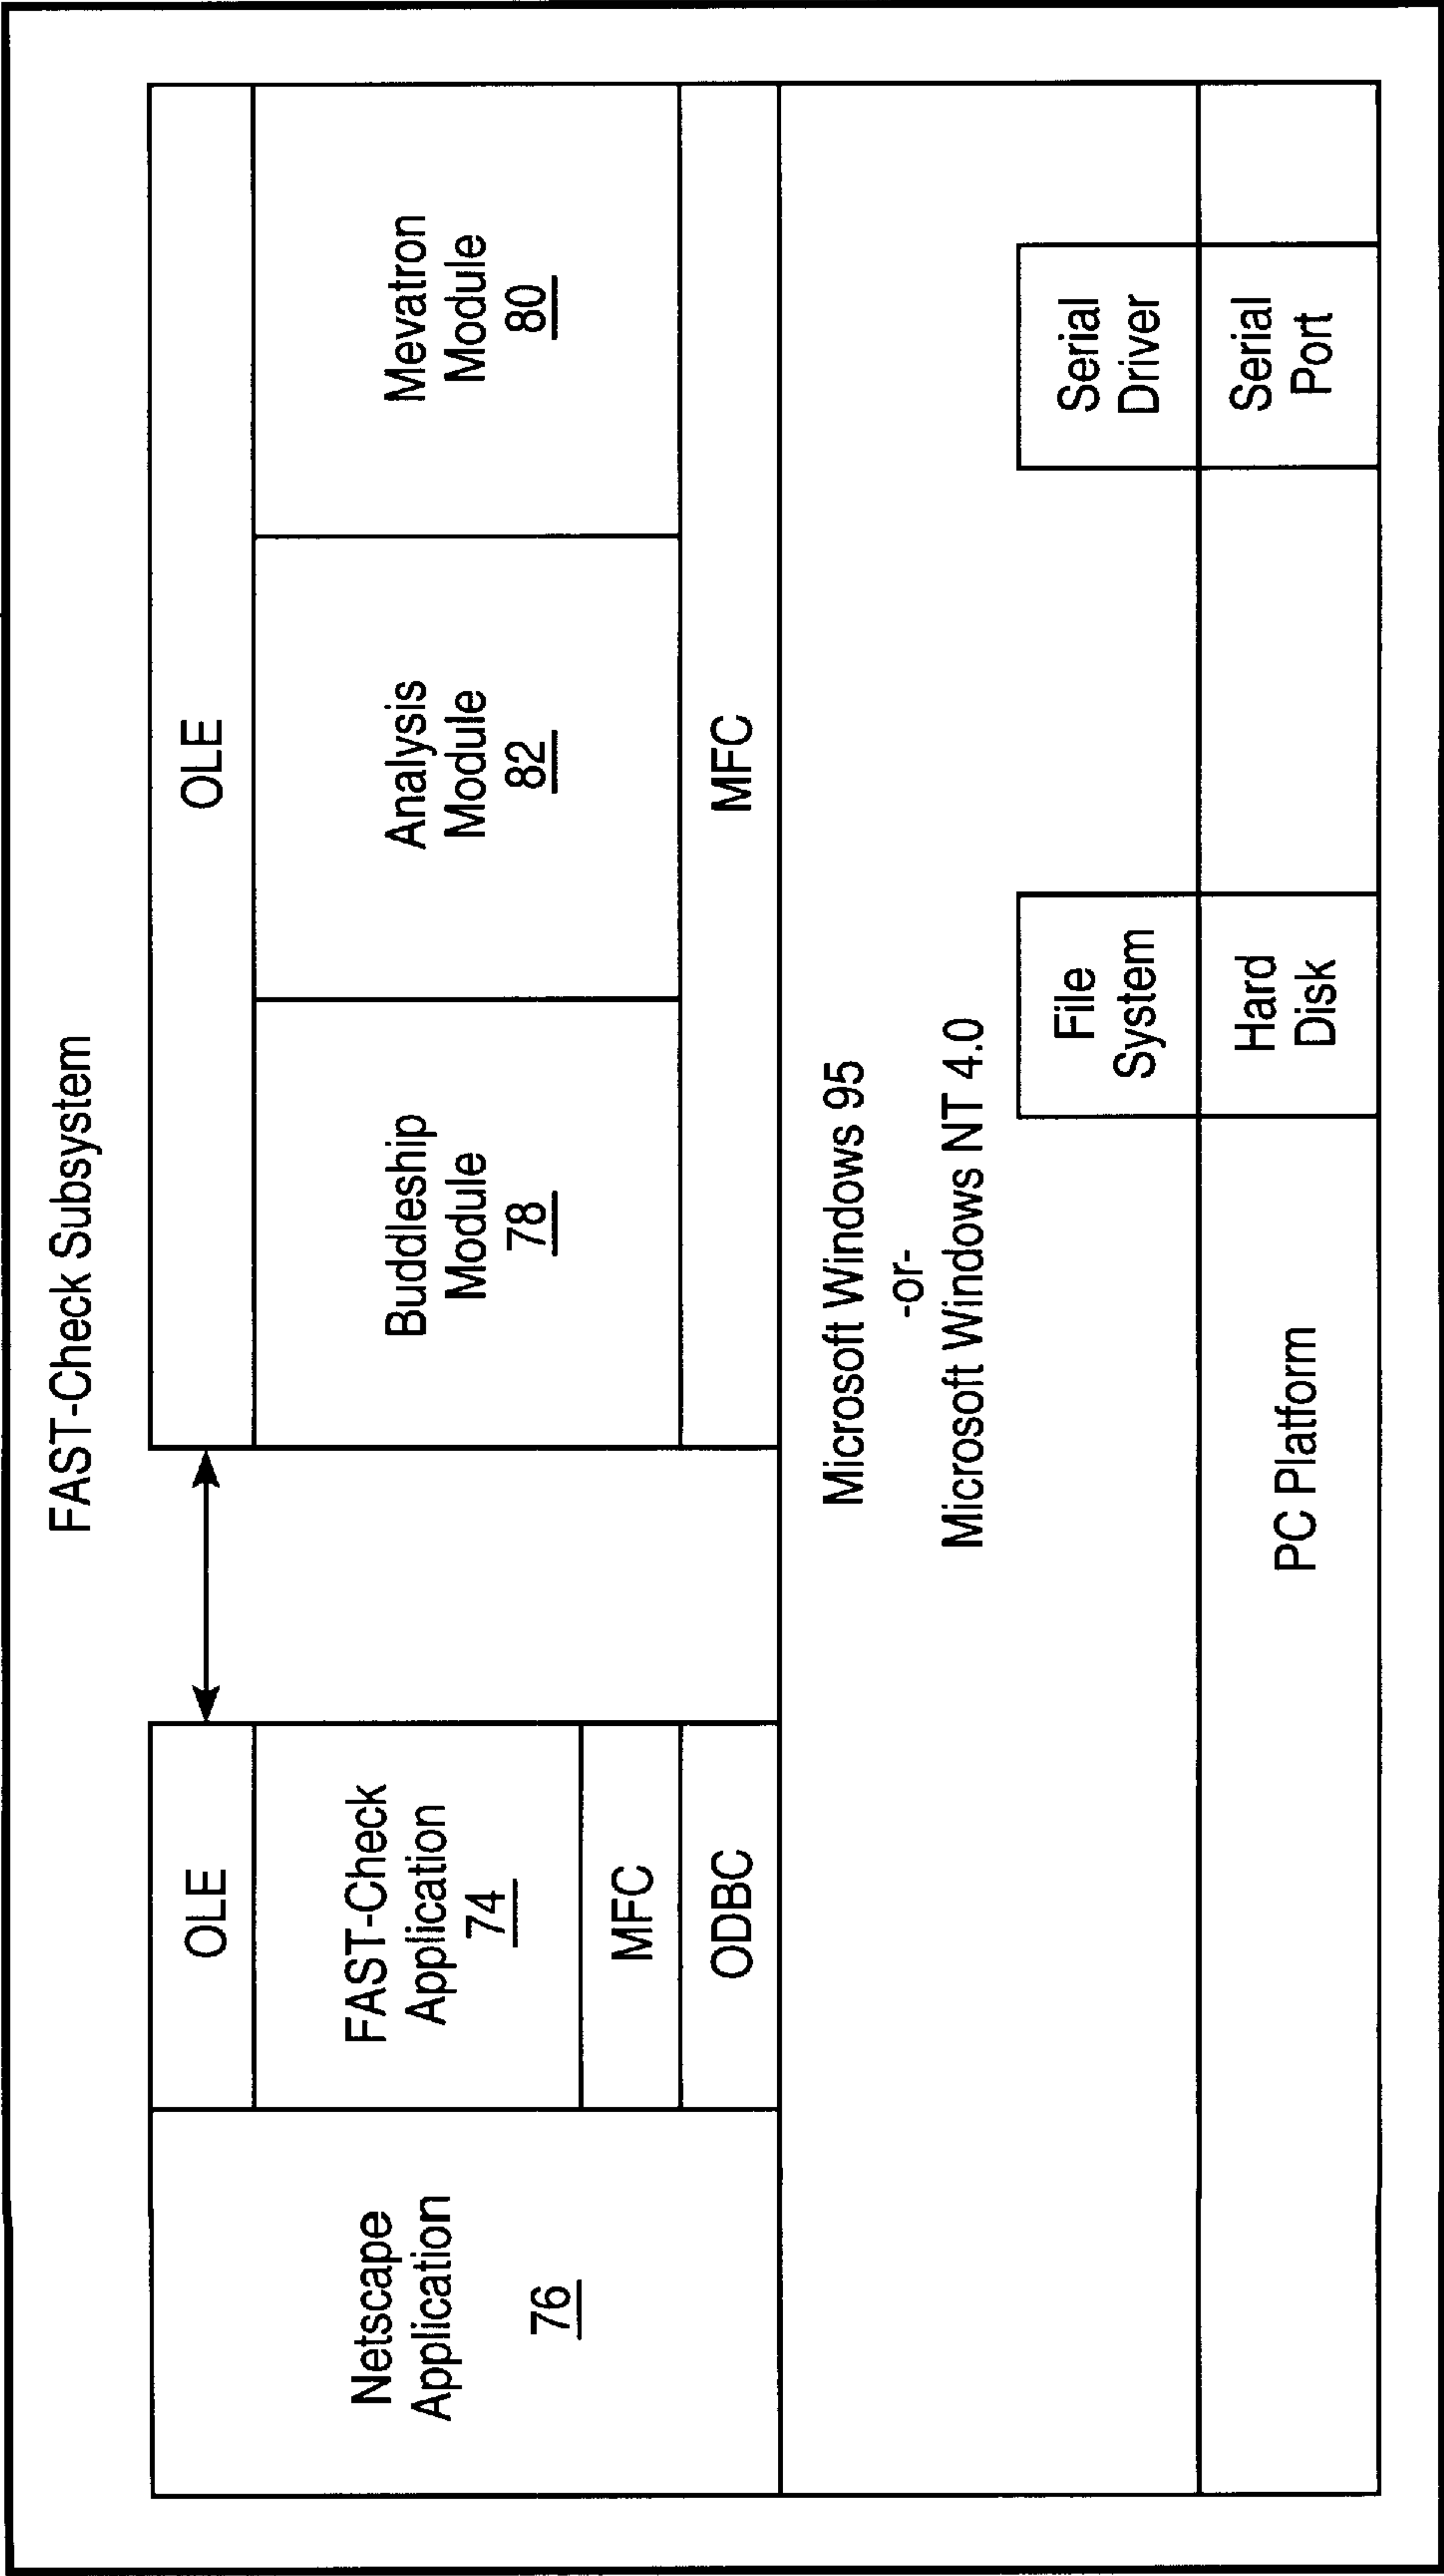 FAST-Check Subsystem
Netscape
Application
76
OLE
FAST-Check
Application
74
MFC
ODBC
OLE
Buddleship
Module
78
Analysis
Module
82
Mevatron
Module
80
MFC
Microsoft Windows 95
-or-
Microsoft Windows NT 4.0
File
System
Serial
Driver
PC Platform
Hard
Disk
Serial
Port